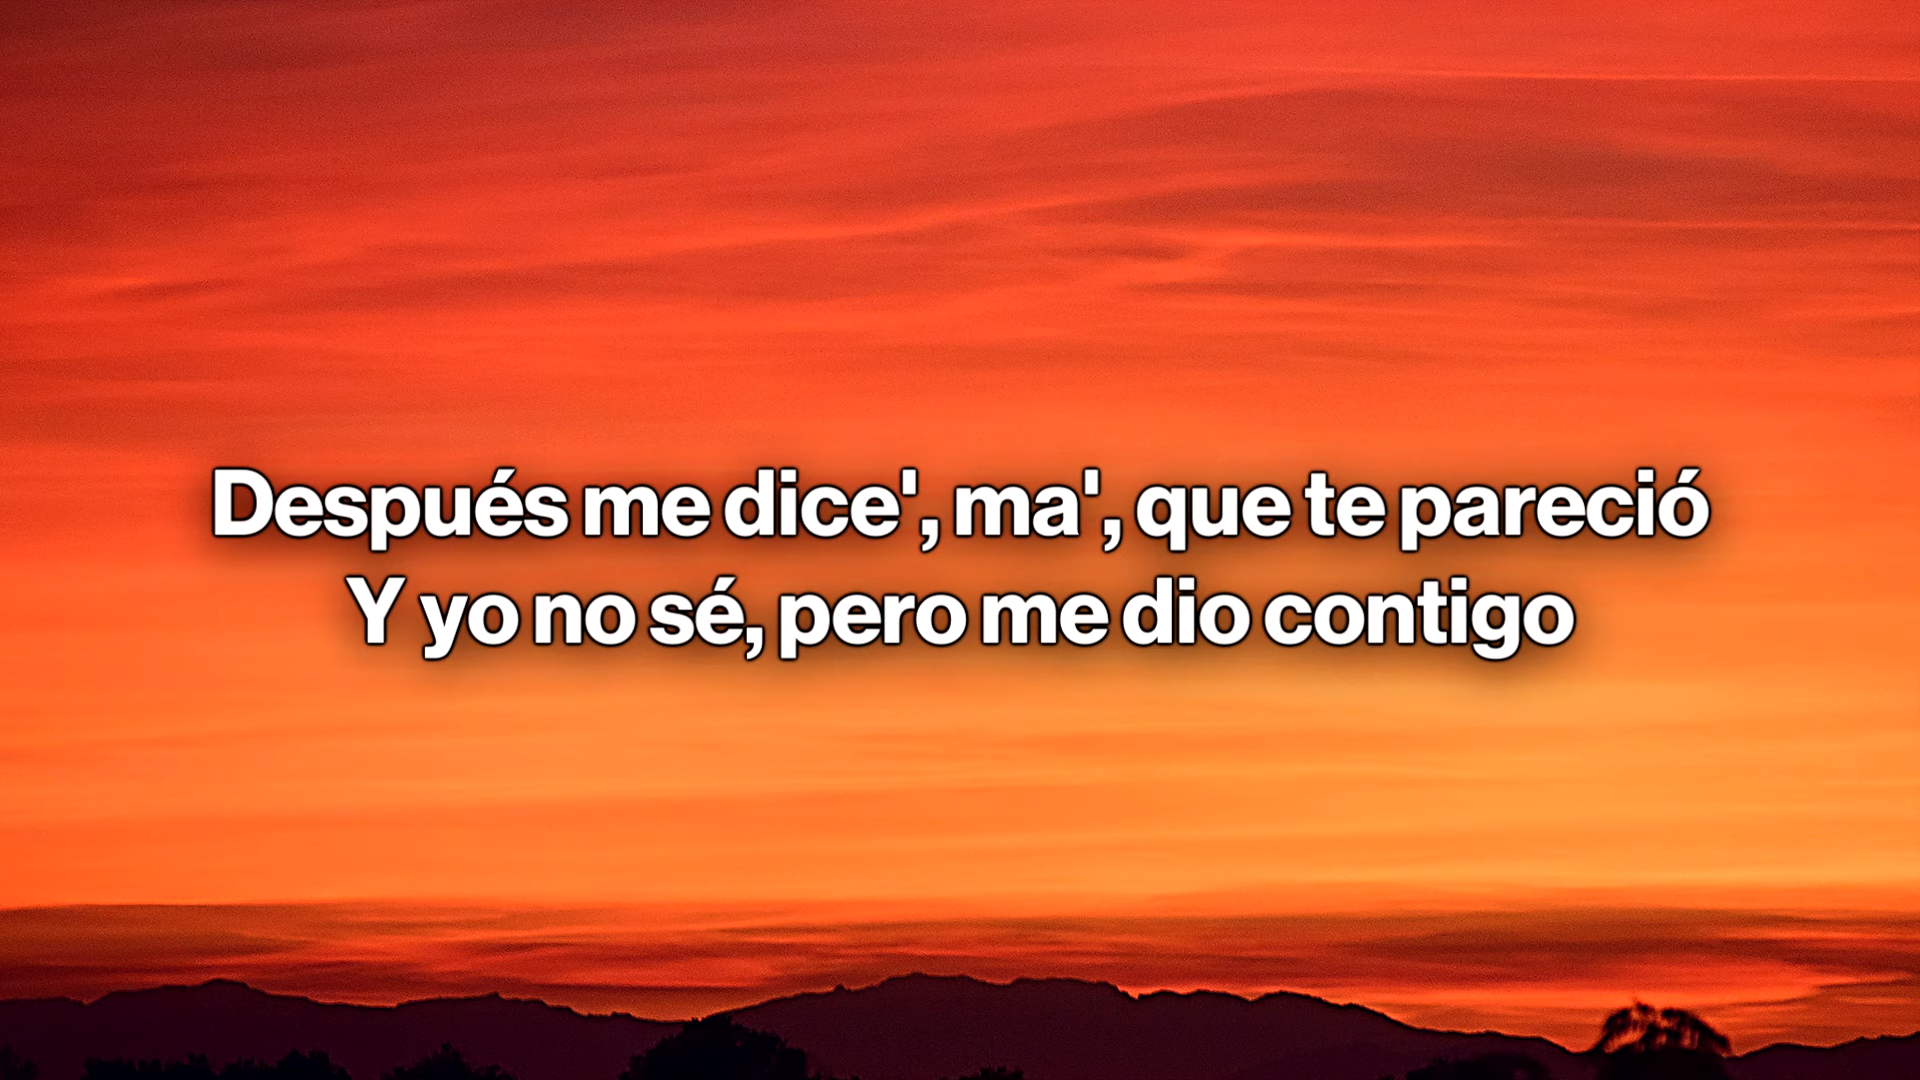 Después me dice', ma', que te pareció
Y yo no sé, pero me dio contigo